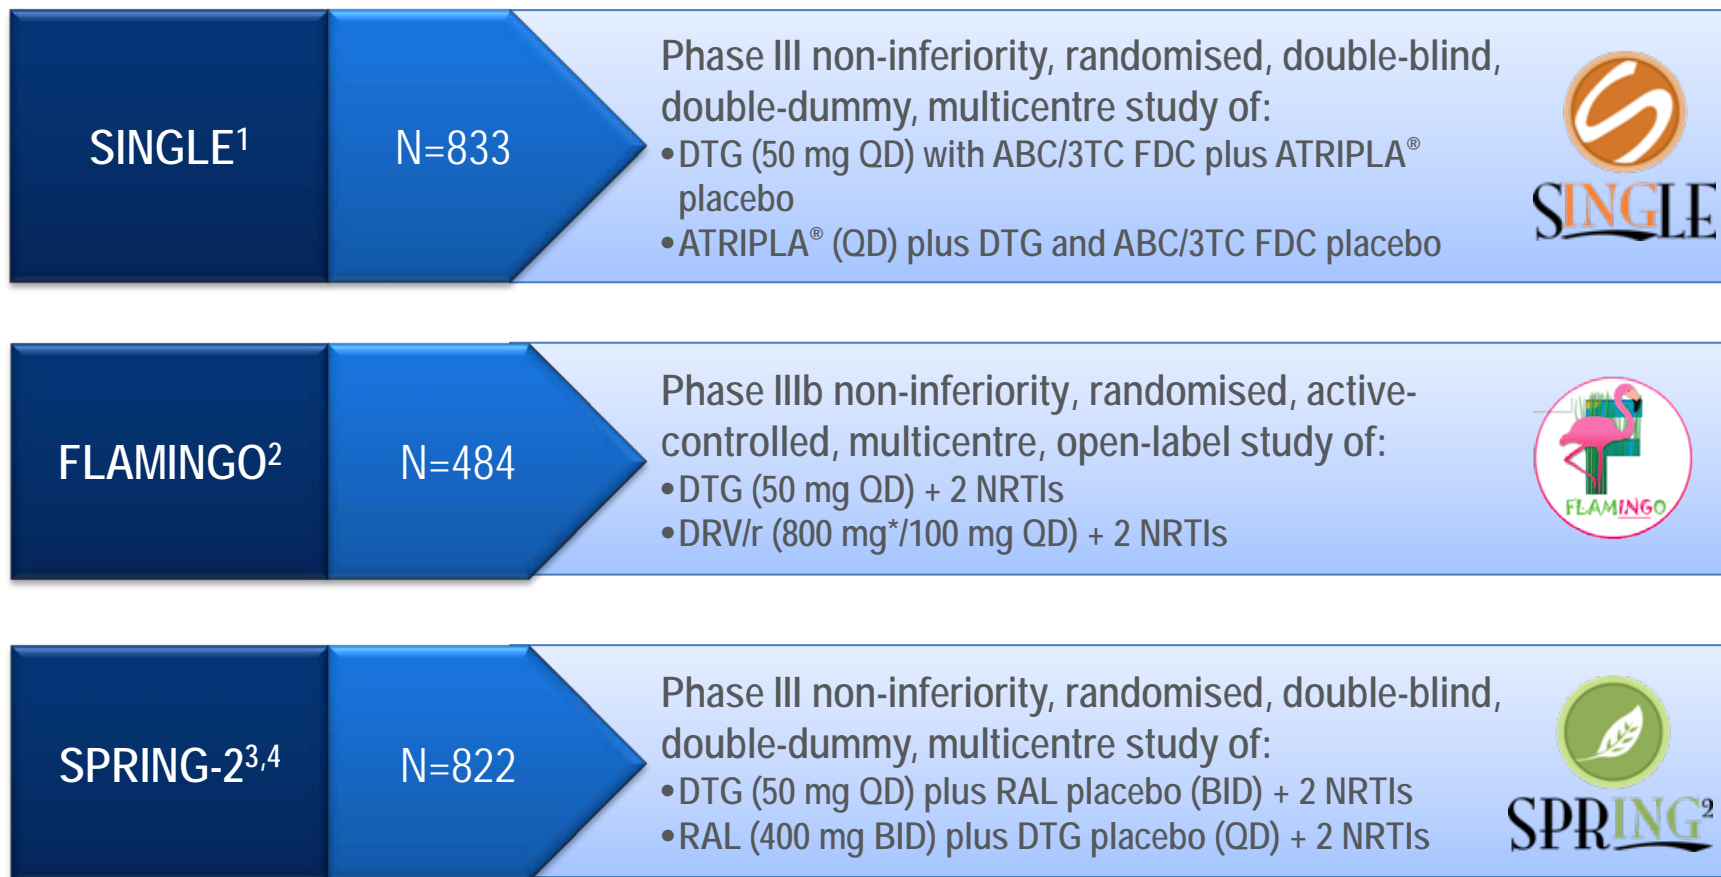 SINGLE¹
N=833
Phase III non-inferiority, randomised, double-blind,
double-dummy, multicentre study of:
•DTG (50 mg QD) with ABC/3TC FDC plus ATRIPLA®
placebo
•ATRIPLA® (QD) plus DTG and ABC/3TC FDC placebo
SINGLE
FLAMINGO²
N=484
Phase IIIb non-inferiority, randomised, active-
controlled, multicentre, open-label study of:
•DTG (50 mg QD) + 2 NRTIs
•DRV/r (800 mg*/100 mg QD) + 2 NRTIs
FLAMINGO
SPRING-2³,⁴
N=822
Phase III non-inferiority, randomised, double-blind,
double-dummy, multicentre study of:
•DTG (50 mg QD) plus RAL placebo (BID) + 2 NRTIs
•RAL (400 mg BID) plus DTG placebo (QD) + 2 NRTIs
SPRING²